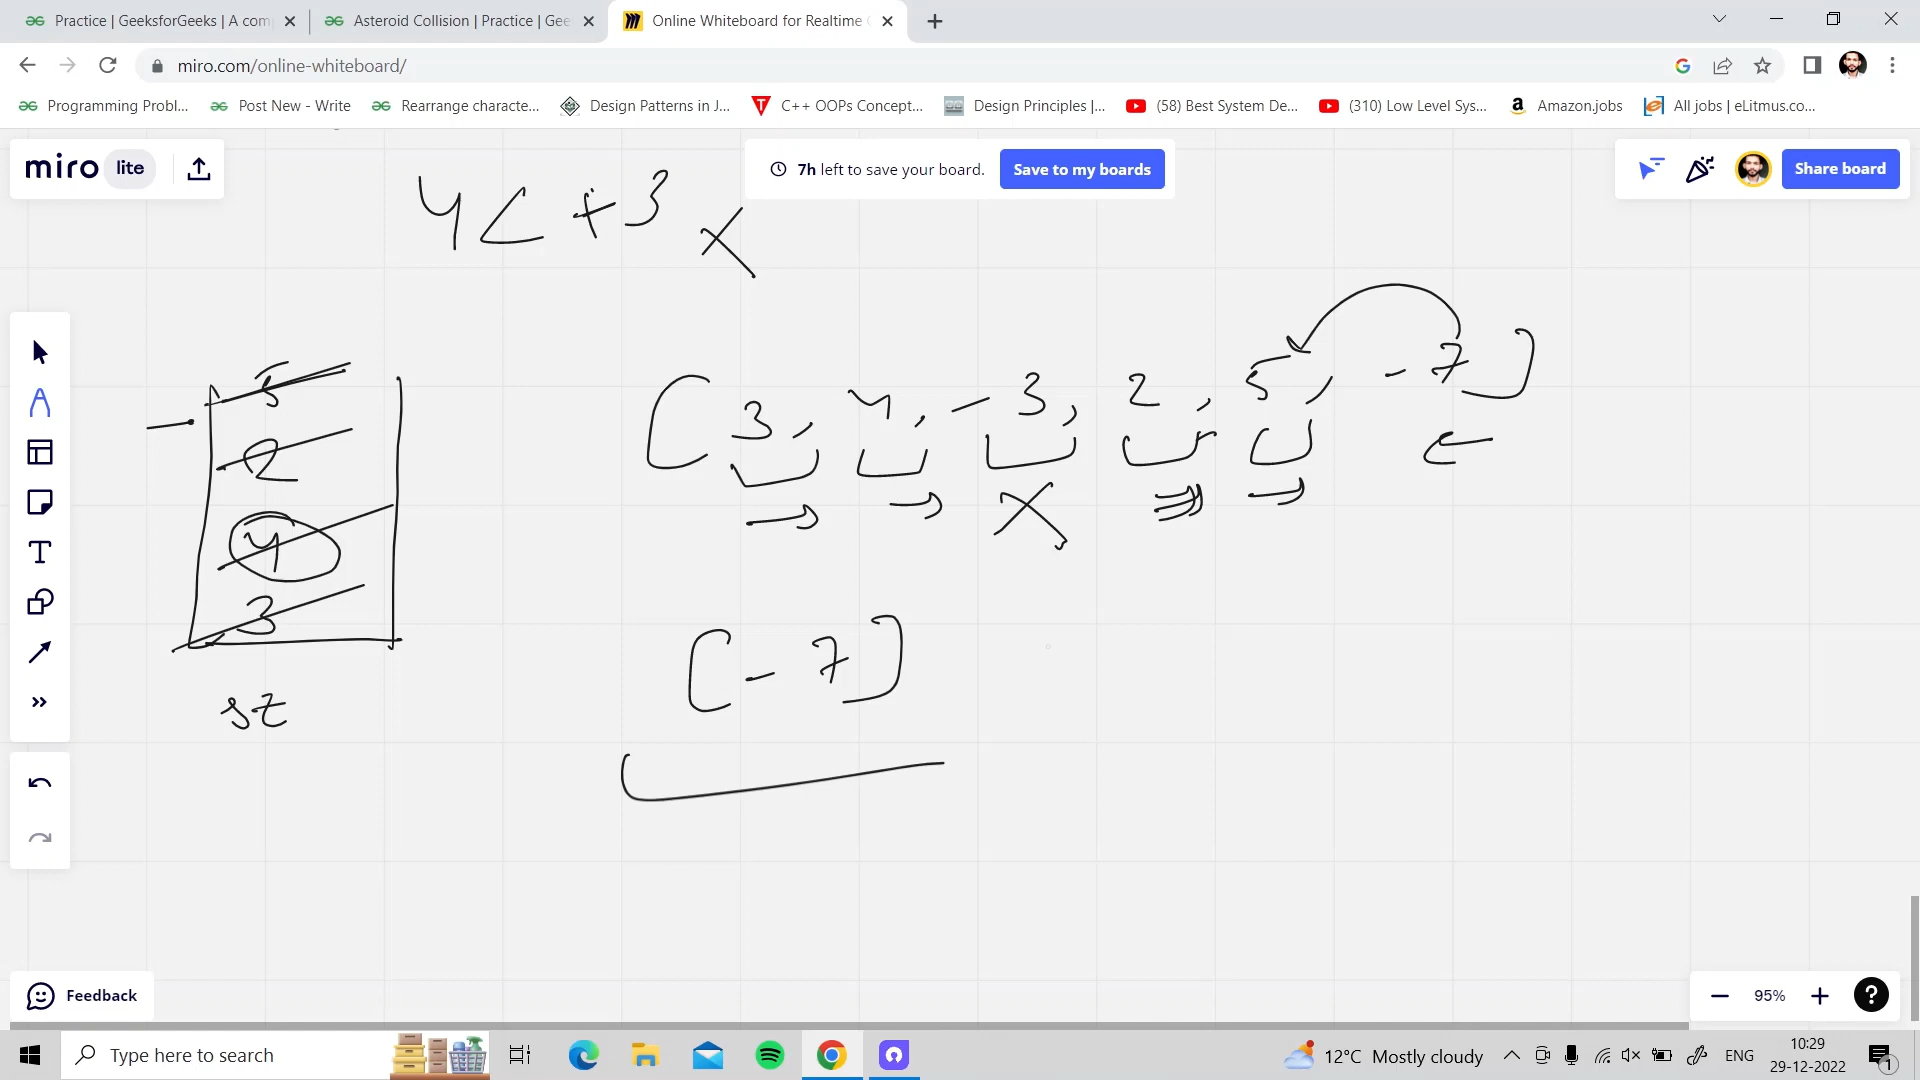 Practice | GeeksforGeeks | A com
Asteroid Collision | Practice | Gee
Online Whiteboard for Realtime C
miro.com/online-whiteboard/
Programming Probl...
Post New - Write
Rearrange characte...
Design Patterns in J...
C++ OOPs Concept...
Design Principles |...
(58) Best System De...
(310) Low Level Sys...
Amazon.jobs
All jobs | eLitmus.co...
miro lite
7h left to save your board.
Save to my boards
Share board
4 < +3 X
[3, 4, -3, 2, 5, -7]
5
2
4
3
st
[-7]
Feedback
95%
Type here to search
12°C Mostly cloudy
ENG
10:29
29-12-2022
1